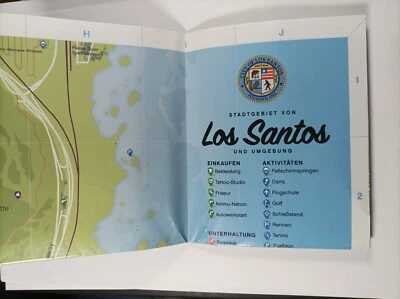 H
J
1
STADTGEBIET VON
Los Santos
UND UMGEBUNG
EINKAUFEN
Bekleidung
Tattoo-Studio
Friseur
Ammu-Nation
Autowerkstatt
UNTERHALTUNG
AKTIVITÄTEN
Fallschirmspringen
Darts
Flugschule
Golf
Schießstand
Rennen
Tennis
Triathlon
2